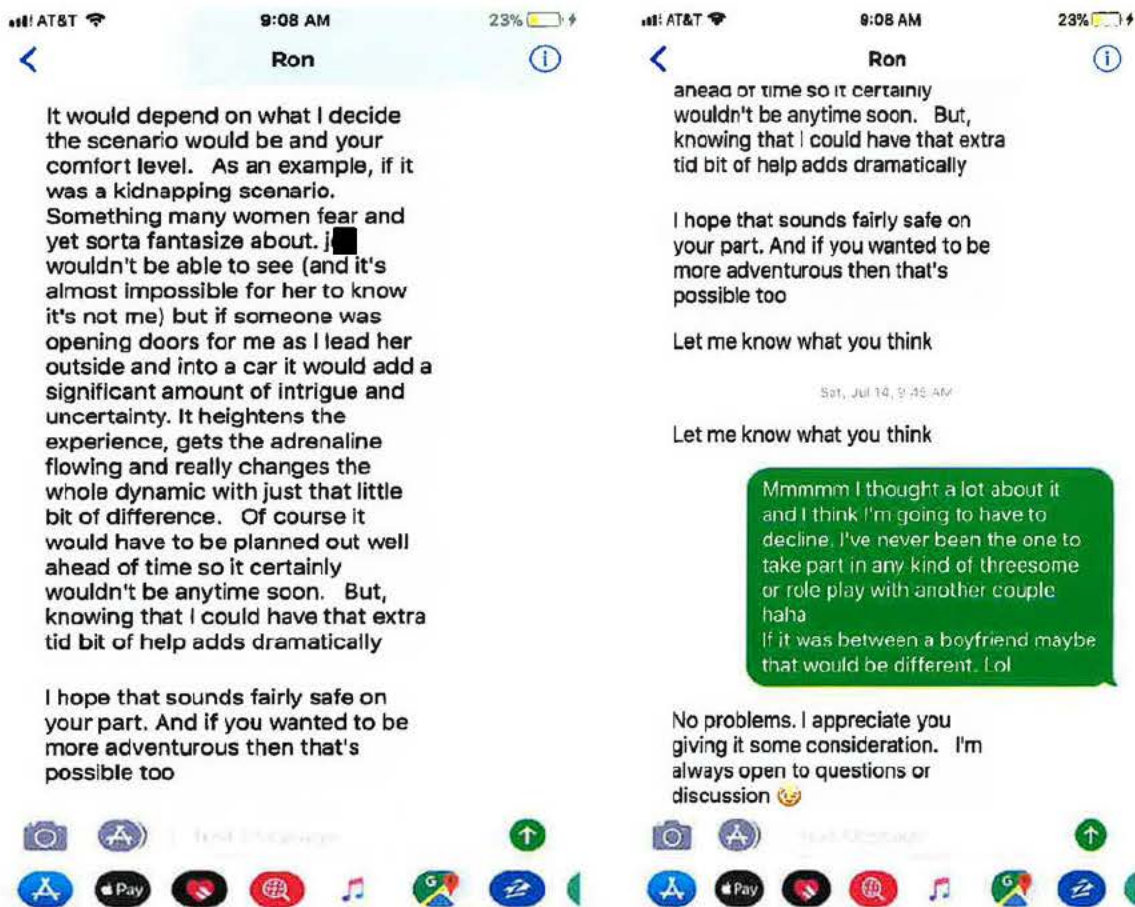 AT&T 9:08 AM 23%
Ron
It would depend on what I decide
the scenario would be and your
comfort level. As an example, if it
was a kidnapping scenario.
Something many women fear and
yet sorta fantasize about.
wouldn't be able to see (and it's
almost impossible for her to know
it's not me) but if someone was
opening doors for me as I lead her
outside and into a car it would add a
significant amount of intrigue and
uncertainty. It heightens the
experience, gets the adrenaline
flowing and really changes the
whole dynamic with just that little
bit of difference. Of course it
would have to be planned out well
ahead of time so it certainly
wouldn't be anytime soon. But,
knowing that I could have that extra
tid bit of help adds dramatically
I hope that sounds fairly safe on
your part. And if you wanted to be
more adventurous then that's
possible too
Text Message
Pay
G
AT&T 9:08 AM 23%
Ron
ahead of time so it certainly
wouldn't be anytime soon. But,
knowing that I could have that extra
tid bit of help adds dramatically
I hope that sounds fairly safe on
your part. And if you wanted to be
more adventurous then that's
possible too
Let me know what you think
Sat, Jul 14, 9:45 AM
Let me know what you think
Mmmmm I thought a lot about it
and I think I'm going to have to
decline. I've never been the one to
take part in any kind of threesome
or role play with another couple
haha
If it was between a boyfriend maybe
that would be different. Lol
No problems. I appreciate you
giving it some consideration. I'm
always open to questions or
discussion
Text Message
Pay
G